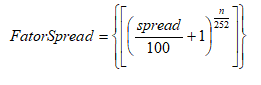 FatorSpread = {[(spread/100 + 1)^(n/252)]}